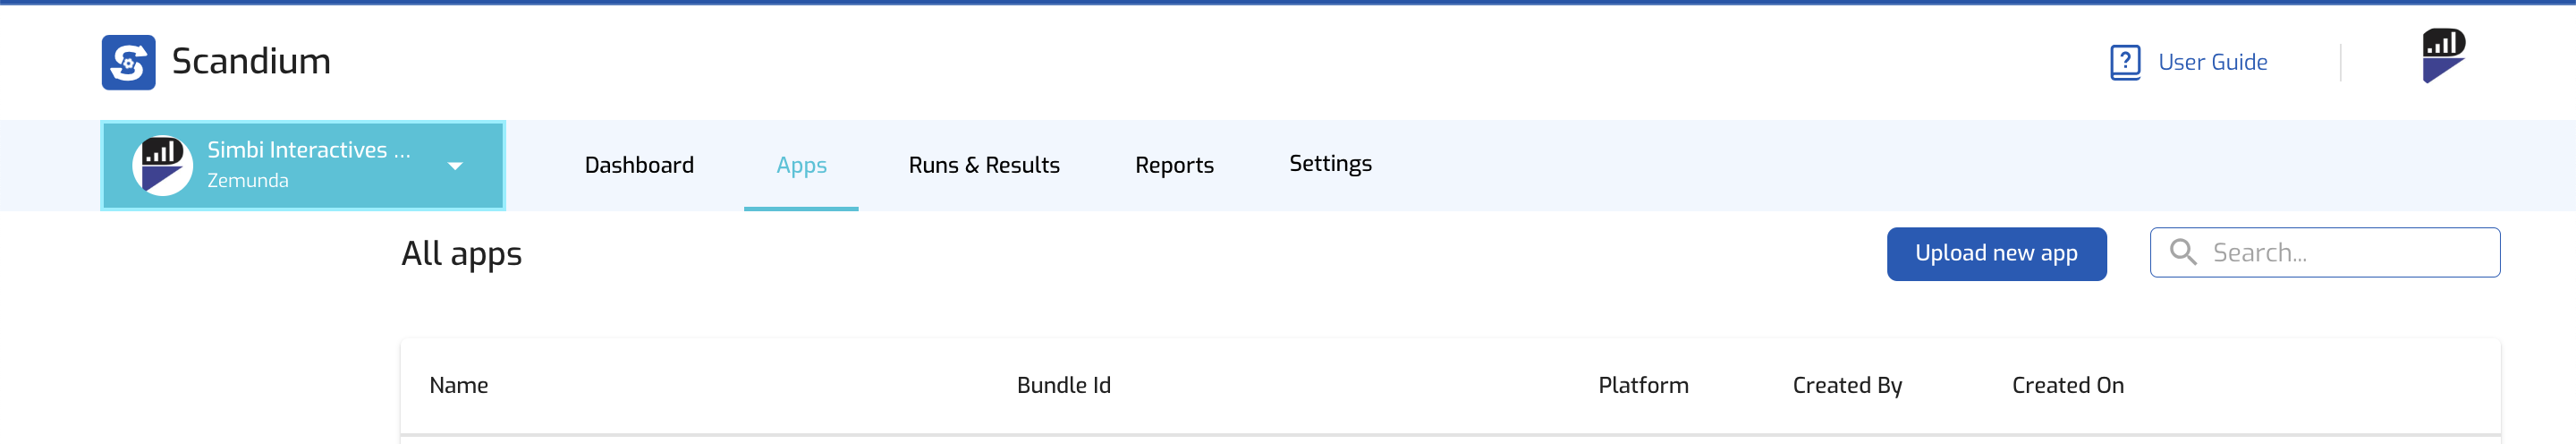 Scandium
User Guide
Simbi Interactives ...
Zemunda
Dashboard
Apps
Runs & Results
Reports
Settings
All apps
Upload new app
Search...
Name
Bundle Id
Platform
Created By
Created On